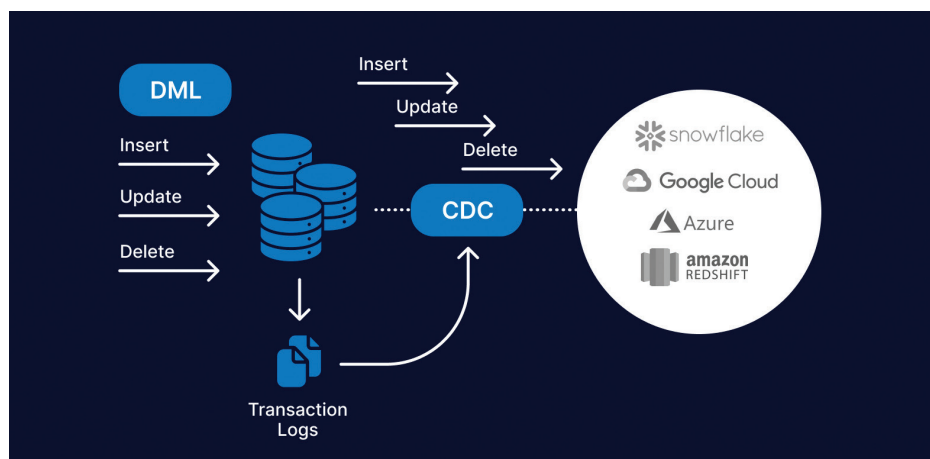 DML
Insert
Update
Delete
Insert
Update
Delete
CDC
Transaction
Logs
snowflake
Google Cloud
Azure
amazon
REDSHIFT